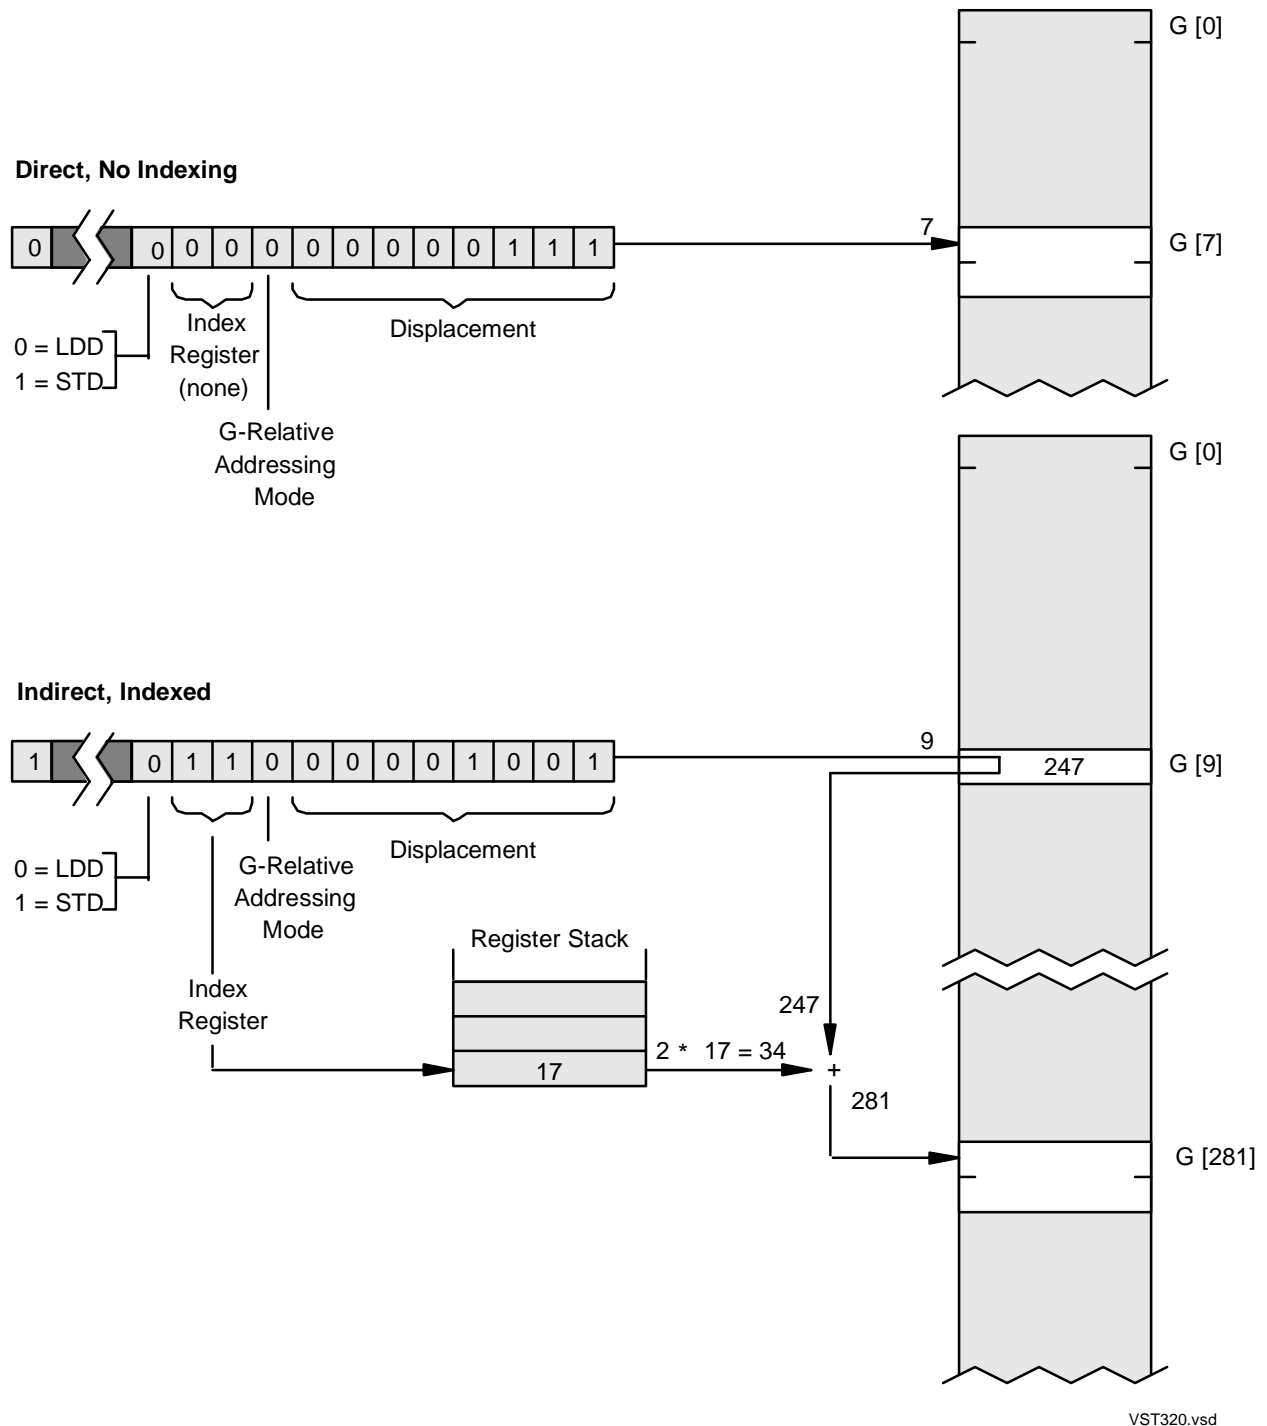 G [0]
Direct, No Indexing
7
0 0 0 0 0 0 0 0 0 0 1 1 1
G [7]
0 = LDD
1 = STD
Index
Register
(none)
Displacement
G-Relative
Addressing
Mode
G [0]
Indirect, Indexed
9
1 0 1 1 0 0 0 0 0 1 0 0 1
247
G [9]
0 = LDD
1 = STD
G-Relative
Addressing
Mode
Displacement
Register Stack
Index
Register
247
17
2 * 17 = 34
+
281
G [281]
VST320.vsd